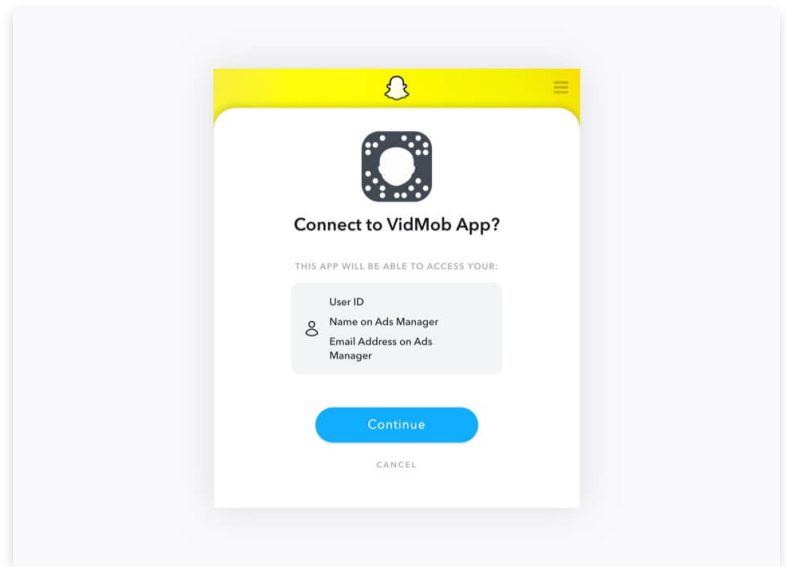 Connect to VidMob App?
THIS APP WILL BE ABLE TO ACCESS YOUR:
User ID
Name on Ads Manager
Email Address on Ads
Manager
Continue
CANCEL